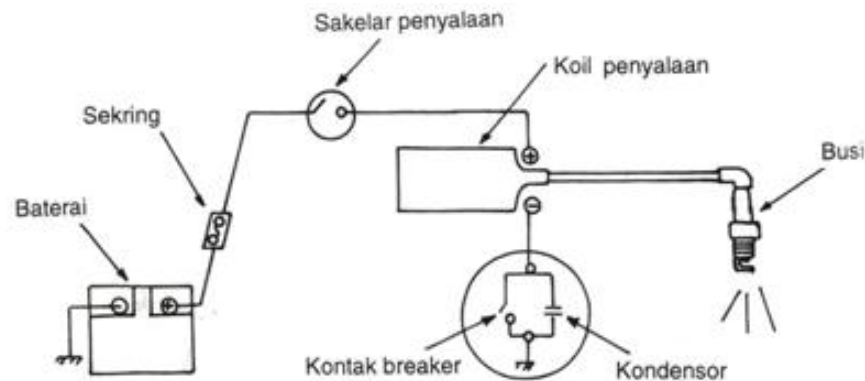 Sakelar penyalaan
Koil penyalaan
Sekring
Busi
Baterai
Kontak breaker
Kondensor